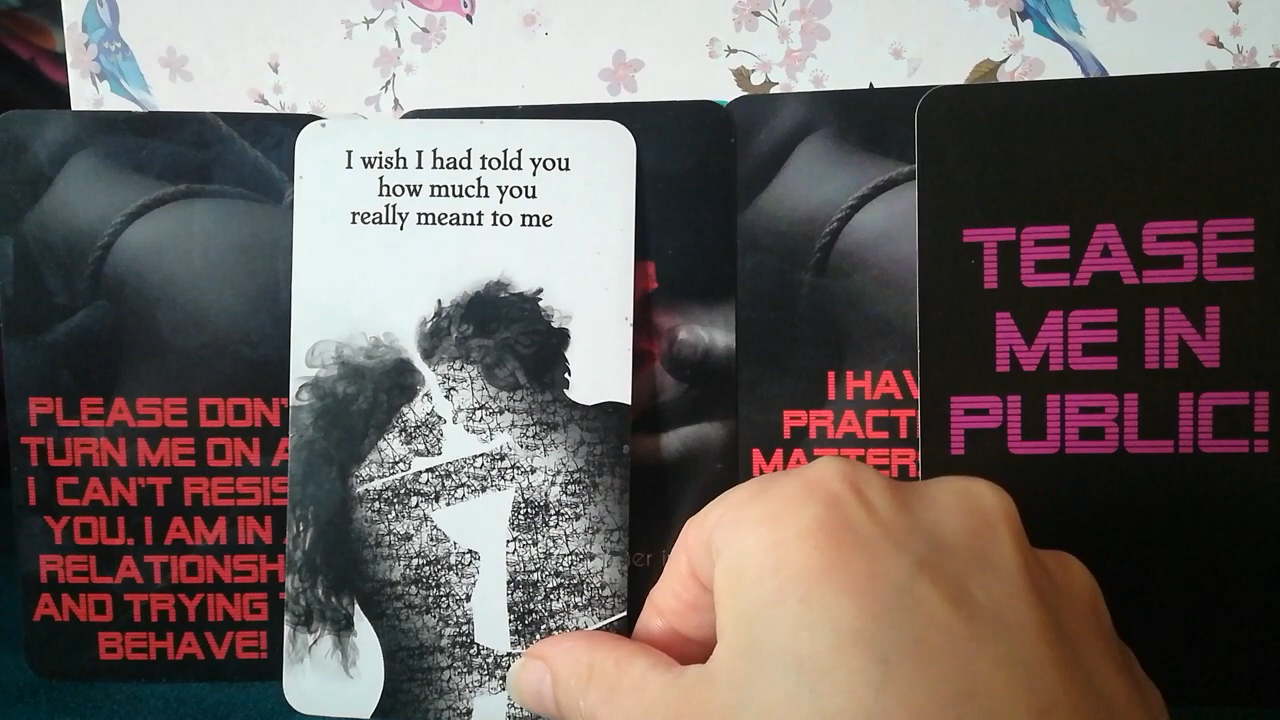 PLEASE DON'
TURN ME ON A
I CAN'T RESIS
YOU. I AM IN
RELATIONSH
AND TRYING
BEHAVE!
I wish I had told you
how much you
really meant to me
I HAV
PRACT
MATTER
TEASE
ME IN
PUBLIC!